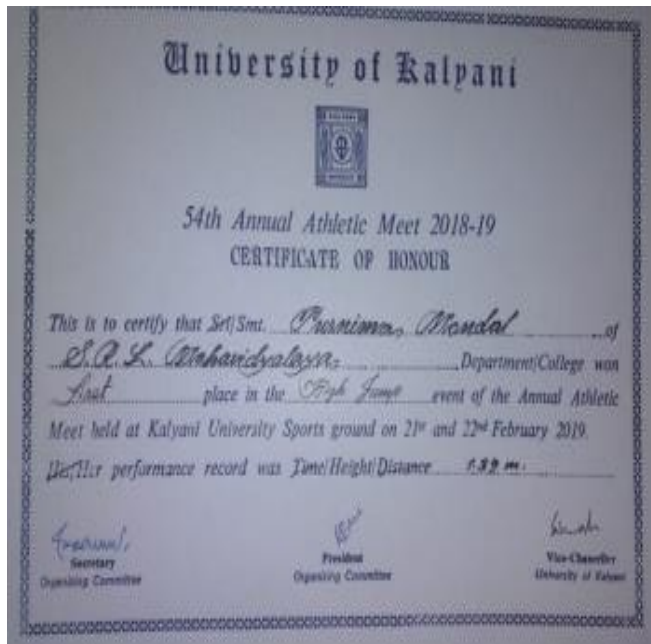 University of Kalyani
54th Annual Athletic Meet 2018-19
CERTIFICATE OF HONOUR
This is to certify that Sri/Smt. Purnima Mondal of
S.R.L. Mahavidyalaya Department/College won
first place in the High Jump event of the Annual Athletic
Meet held at Kalyani University Sports ground on 21st and 22nd February 2019.
His/Her performance record was Time/Height/Distance m.
Secretary
Organising Committee
President
Organising Committee
Vice-Chancellor
University of Kalyani